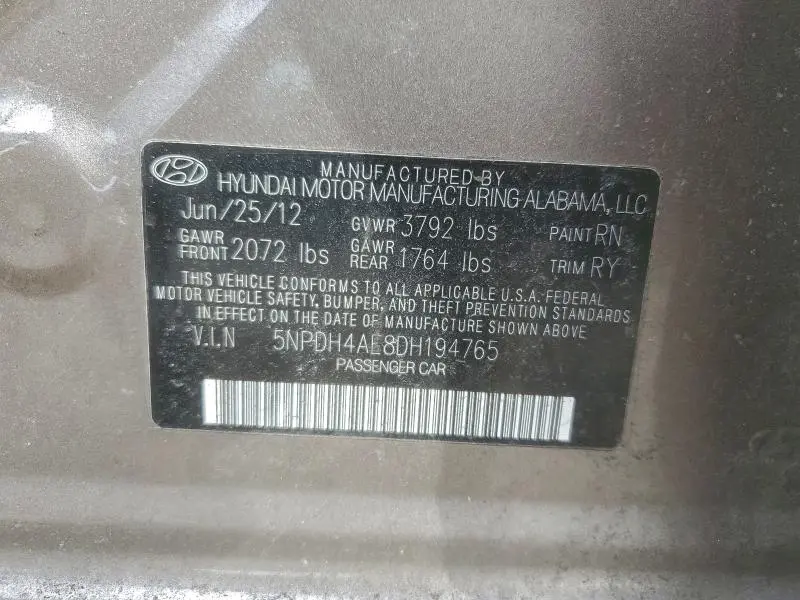 MANUFACTURED BY
HYUNDAI MOTOR MANUFACTURING ALABAMA, LLC
Jun/25/12 GVWR 3792 lbs PAINT RN
GAWR FRONT 2072 lbs GAWR REAR 1764 lbs TRIM RY
THIS VEHICLE CONFORMS TO ALL APPLICABLE U.S.A. FEDERAL
MOTOR VEHICLE SAFETY, BUMPER, AND THEFT PREVENTION STANDARDS
IN EFFECT ON THE DATE OF MANUFACTURE SHOWN ABOVE
V.I.N 5NPDH4AE8DH194765
PASSENGER CAR